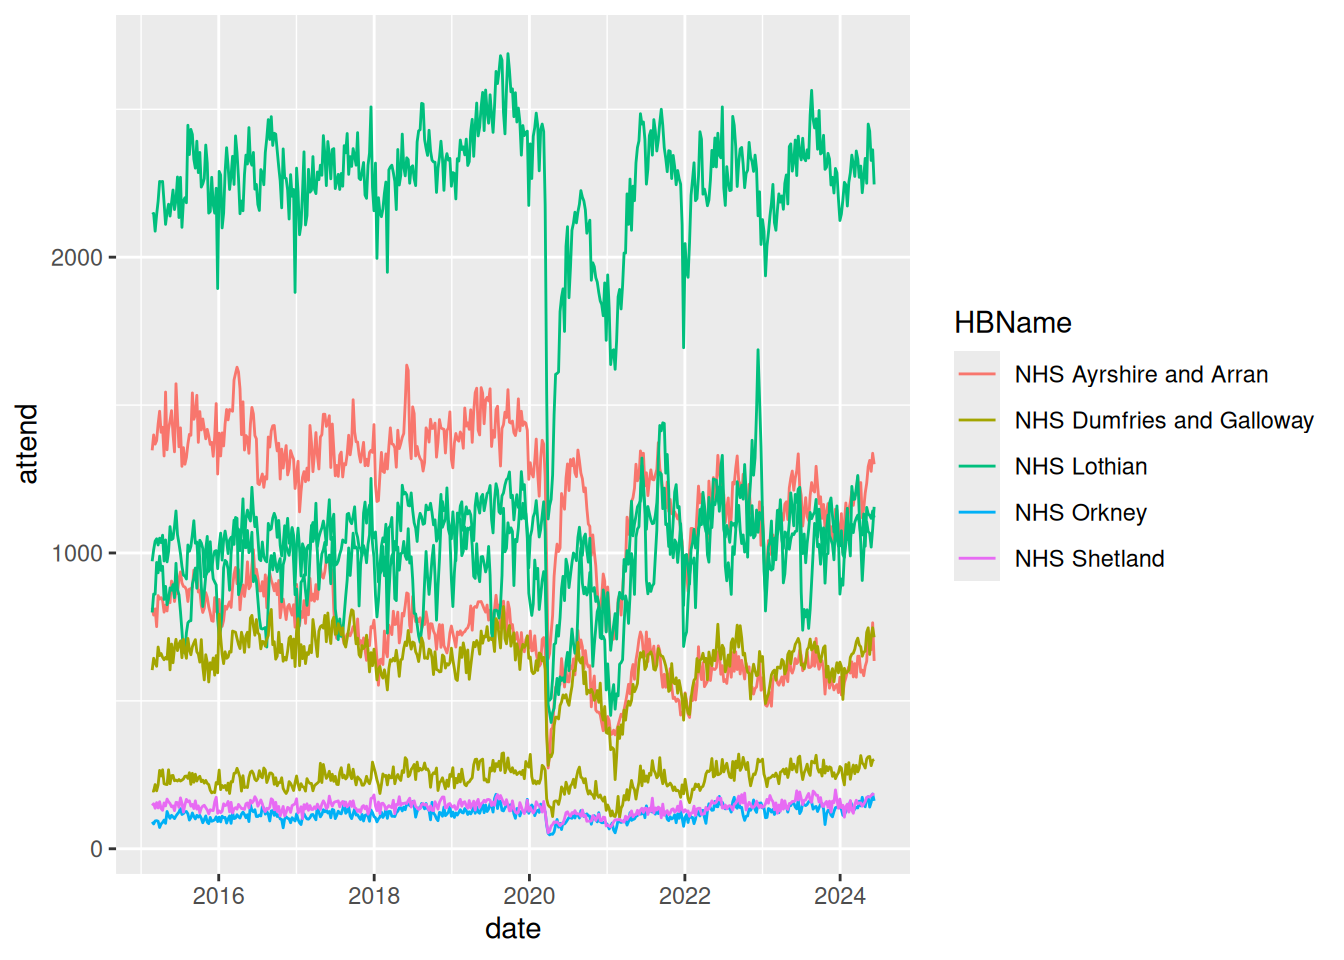 2000
1000
0
attend
2016
2018
2020
2022
2024
date
HBName
NHS Ayrshire and Arran
NHS Dumfries and Galloway
NHS Lothian
NHS Orkney
NHS Shetland